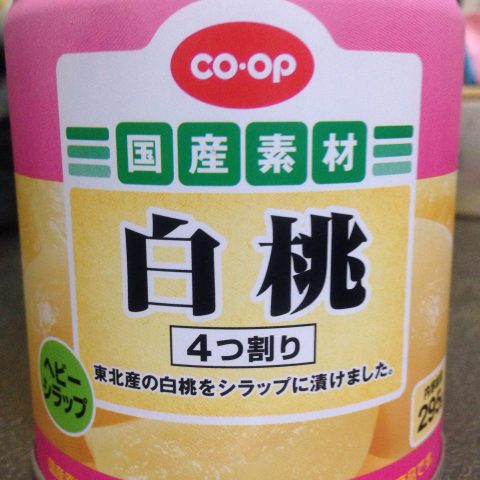 CO·OP
国産素材
白桃
4つ割り
東北産の白桃をシラップに漬けました。
ヘビー
シラップ
295